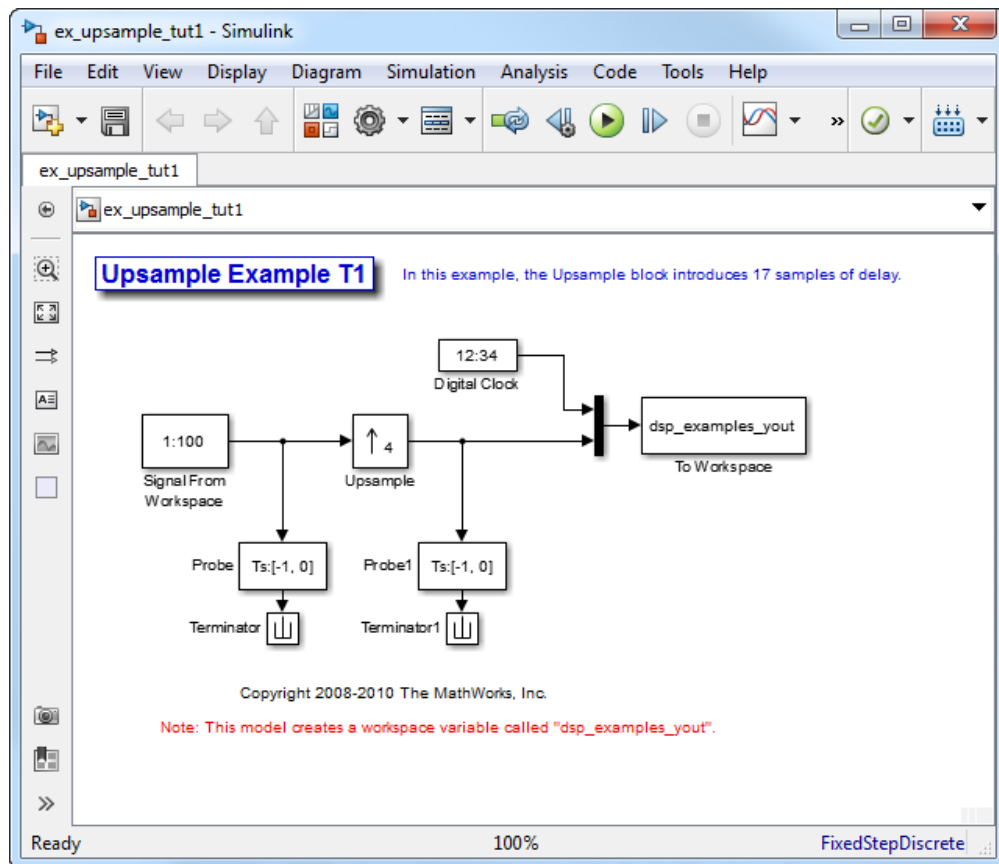 ex_upsample_tut1 - Simulink
File Edit View Display Diagram Simulation Analysis Code Tools Help
ex_upsample_tut1
ex_upsample_tut1
Upsample Example T1
In this example, the Upsample block introduces 17 samples of delay.
12:34
Digital Clock
1:100
Signal From
Workspace
4
Upsample
dsp_examples_yout
To Workspace
Probe
Ts:[-1, 0]
Probe1
Ts:[-1, 0]
Terminator
Terminator1
Copyright 2008-2010 The MathWorks, Inc.
Note: This model creates a workspace variable called "dsp_examples_yout".
Ready 100% FixedStepDiscrete